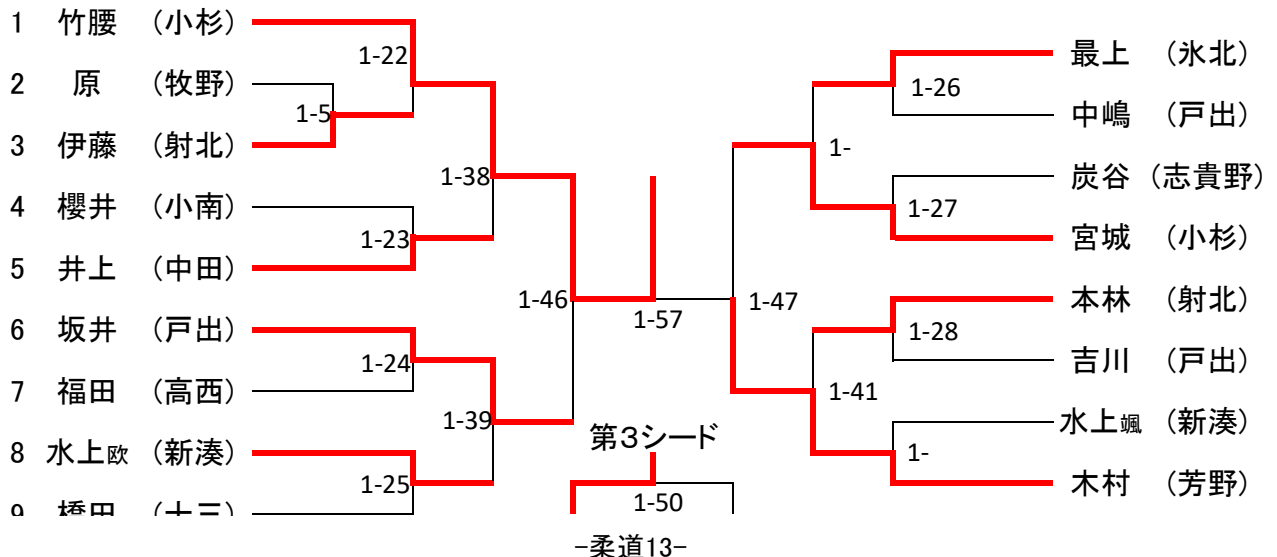 1 竹腰 (小杉)
1-22
2 原 (牧野)
1-5
3 伊藤 (射北)
1-38
4 櫻井 (小南)
1-23
5 井上 (中田)
1-46
6 坂井 (戸出)
1-24
7 福田 (高西)
1-39
8 水上欧 (新湊)
1-25
9
1-57
第3シード
1-50
最上 (氷北)
1-26
中嶋 (戸出)
1-
炭谷 (志貴野)
1-27
宮城 (小杉)
1-47
本林 (射北)
1-28
吉川 (戸出)
1-41
水上颯 (新湊)
1-
木村 (芳野)
-柔道13-